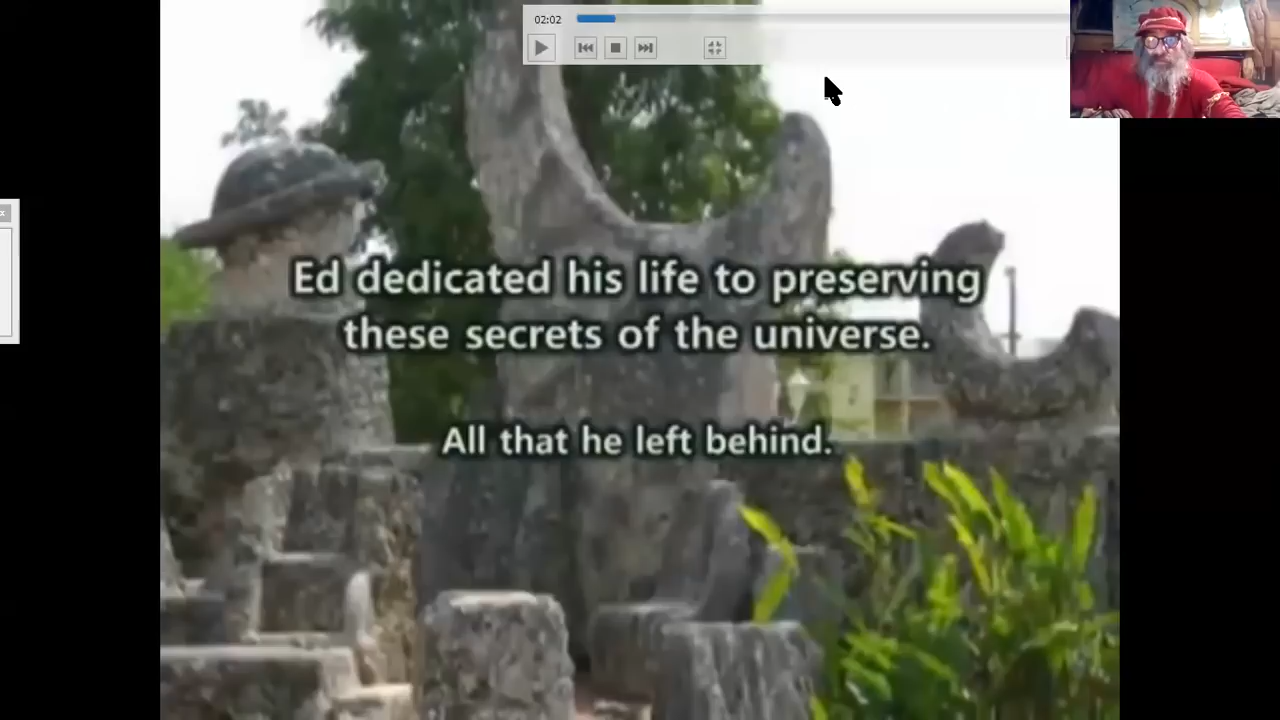 02:02
Ed dedicated his life to preserving
these secrets of the universe.
All that he left behind.
x